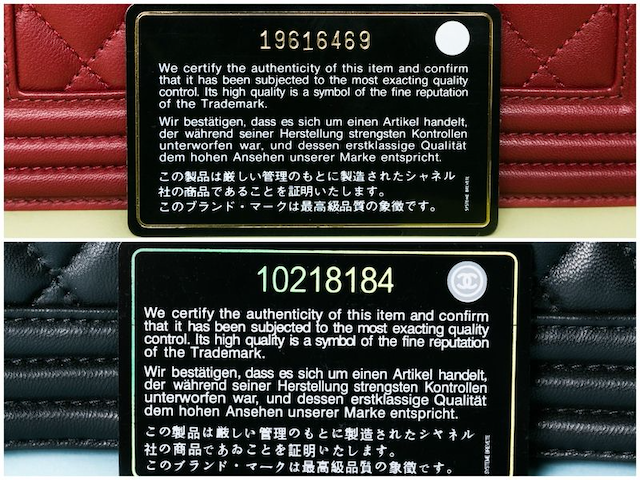 19616469
We certify the authenticity of this item and confirm
that it has been subjected to the most exacting quality
control. Its high quality is a symbol of the fine reputation
of the Trademark.
Wir bestätigen, dass es sich um einen Artikel handelt,
der während seiner Herstellung strengsten Kontrollen
unterworfen war, und dessen erstklassige Qualität
dem hohen Ansehen unserer Marke entspricht.
この製品は厳しい管理のもとに製造されたシャネル
社の商品であることを証明いたします。
このブランド・マークは最高級品質の象徴です。
SYSTEME BREVETE
10218184
We certify the authenticity of this item and confirm
that it has been subjected to the most exacting quality
control. Its high quality is a symbol of the fine reputation
of the Trademark.
Wir bestätigen, dass es sich um einen Artikel handelt,
der während seiner Herstellung strengsten Kontrollen
unterworfen war, und dessen erstklassige Qualität
dem hohen Ansehen unserer Marke entspricht.
この製品は厳しい管理のもとに製造されたシャネル
社の商品であることを証明いたします。
このブランド・マークは最高級品質の象徴です。
SYSTEME BREVETE